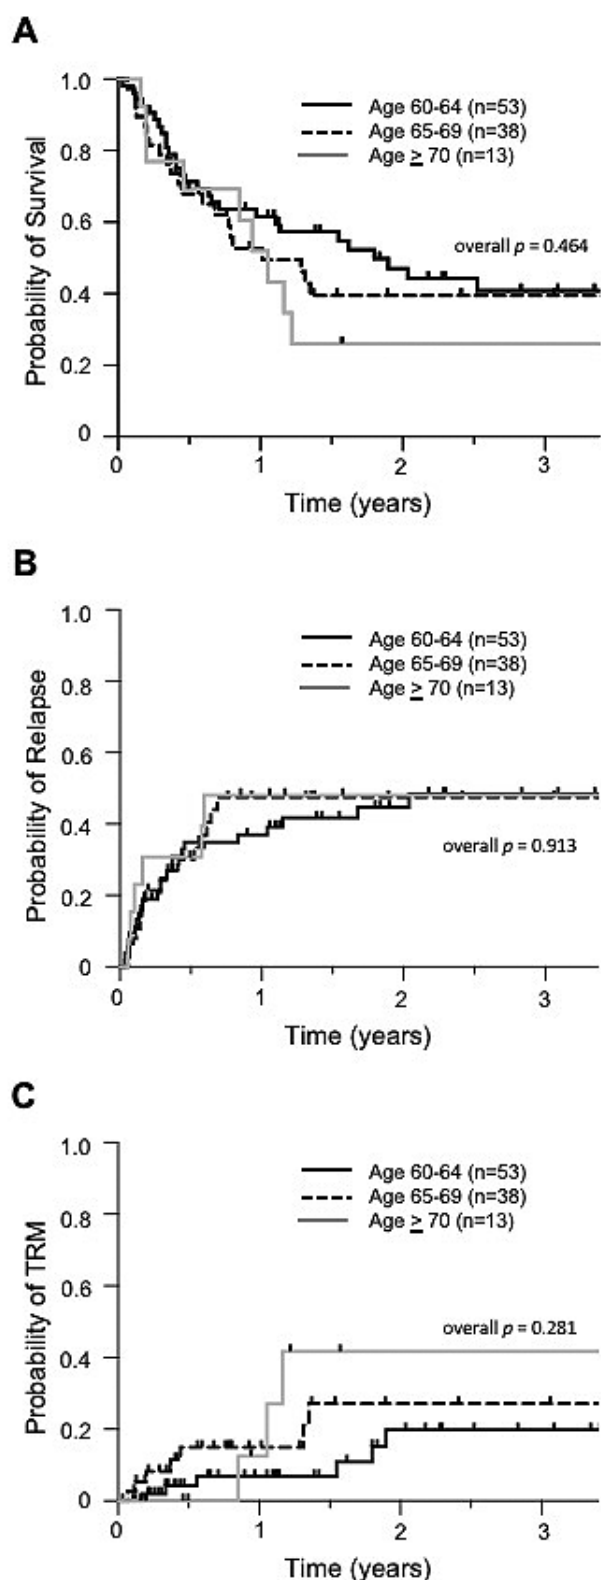 A
Probability of Survival
1.0
0.8
0.6
0.4
0.2
0
Age 60-64 (n=53)
Age 65-69 (n=38)
Age ≥ 70 (n=13)
overall p = 0.464
0 1 2 3
Time (years)
B
Probability of Relapse
1.0
0.8
0.6
0.4
0.2
0
Age 60-64 (n=53)
Age 65-69 (n=38)
Age ≥ 70 (n=13)
overall p = 0.913
0 1 2 3
Time (years)
C
Probability of TRM
1.0
0.8
0.6
0.4
0.2
0
Age 60-64 (n=53)
Age 65-69 (n=38)
Age ≥ 70 (n=13)
overall p = 0.281
0 1 2 3
Time (years)